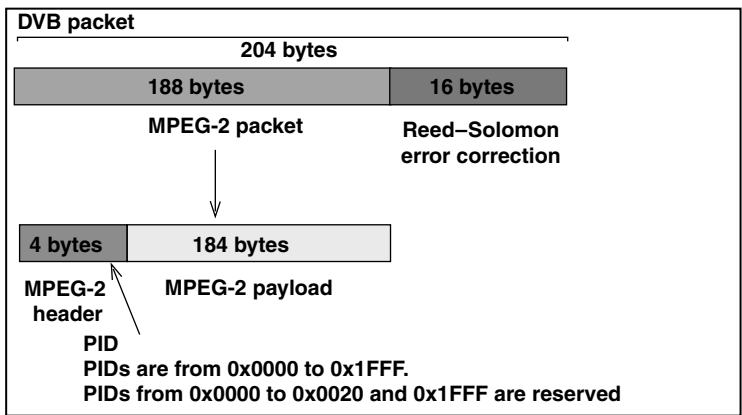 DVB packet
204 bytes
188 bytes
16 bytes
MPEG-2 packet
Reed–Solomon
error correction
4 bytes
184 bytes
MPEG-2
header
MPEG-2 payload
PID
PIDs are from 0x0000 to 0x1FFF.
PIDs from 0x0000 to 0x0020 and 0x1FFF are reserved